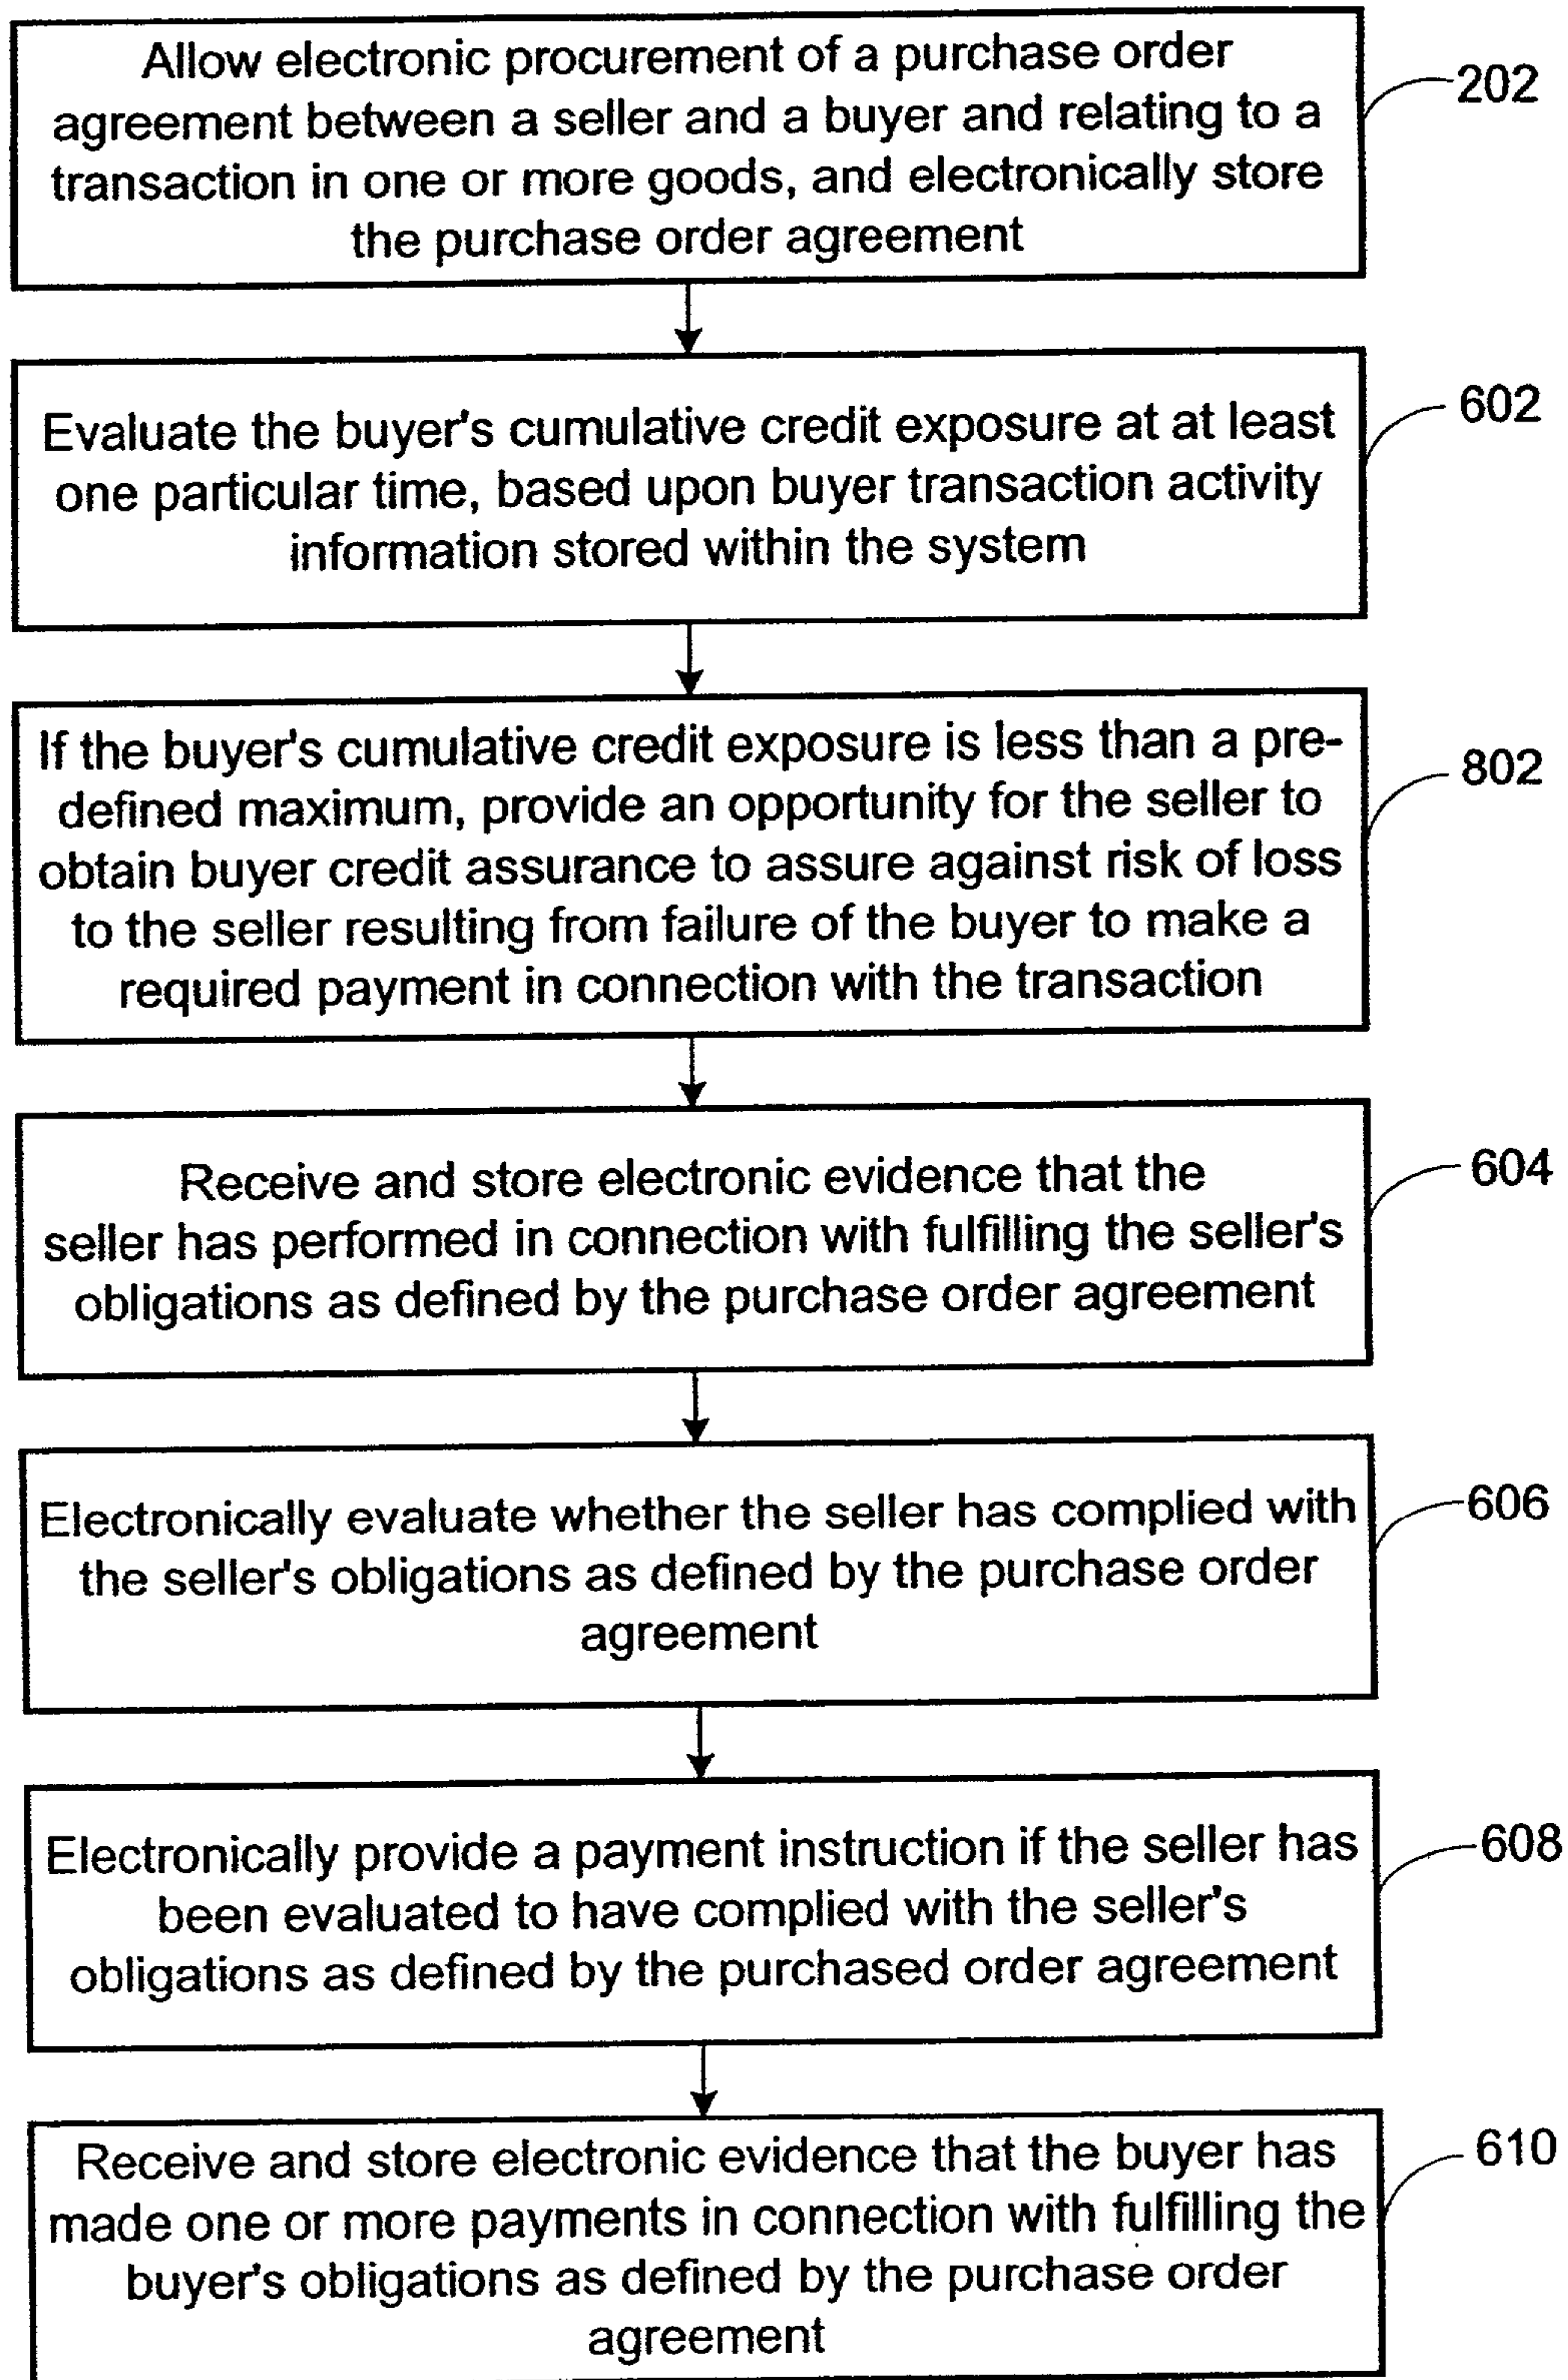 Allow electronic procurement of a purchase order
agreement between a seller and a buyer and relating to a
transaction in one or more goods, and electronically store
the purchase order agreement
202
Evaluate the buyer's cumulative credit exposure at at least
one particular time, based upon buyer transaction activity
information stored within the system
602
If the buyer's cumulative credit exposure is less than a pre-
defined maximum, provide an opportunity for the seller to
obtain buyer credit assurance to assure against risk of loss
to the seller resulting from failure of the buyer to make a
required payment in connection with the transaction
802
Receive and store electronic evidence that the
seller has performed in connection with fulfilling the seller's
obligations as defined by the purchase order agreement
604
Electronically evaluate whether the seller has complied with
the seller's obligations as defined by the purchase order
agreement
606
Electronically provide a payment instruction if the seller has
been evaluated to have complied with the seller's
obligations as defined by the purchased order agreement
608
Receive and store electronic evidence that the buyer has
made one or more payments in connection with fulfilling the
buyer's obligations as defined by the purchase order
agreement
610